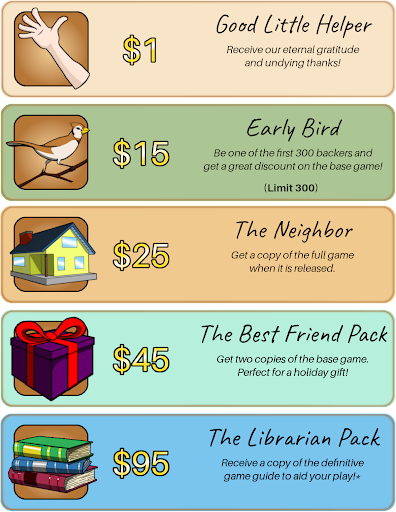 Good Little Helper
$1
Receive our eternal gratitude
and undying thanks!
Early Bird
$15
Be one of the first 300 backers and
get a great discount on the base game!
(Limit 300)
The Neighbor
$25
Get a copy of the full game
when it is released.
The Best Friend Pack
$45
Get two copies of the base game.
Perfect for a holiday gift!
The Librarian Pack
$95
Receive a copy of the definitive
game guide to aid your play!*